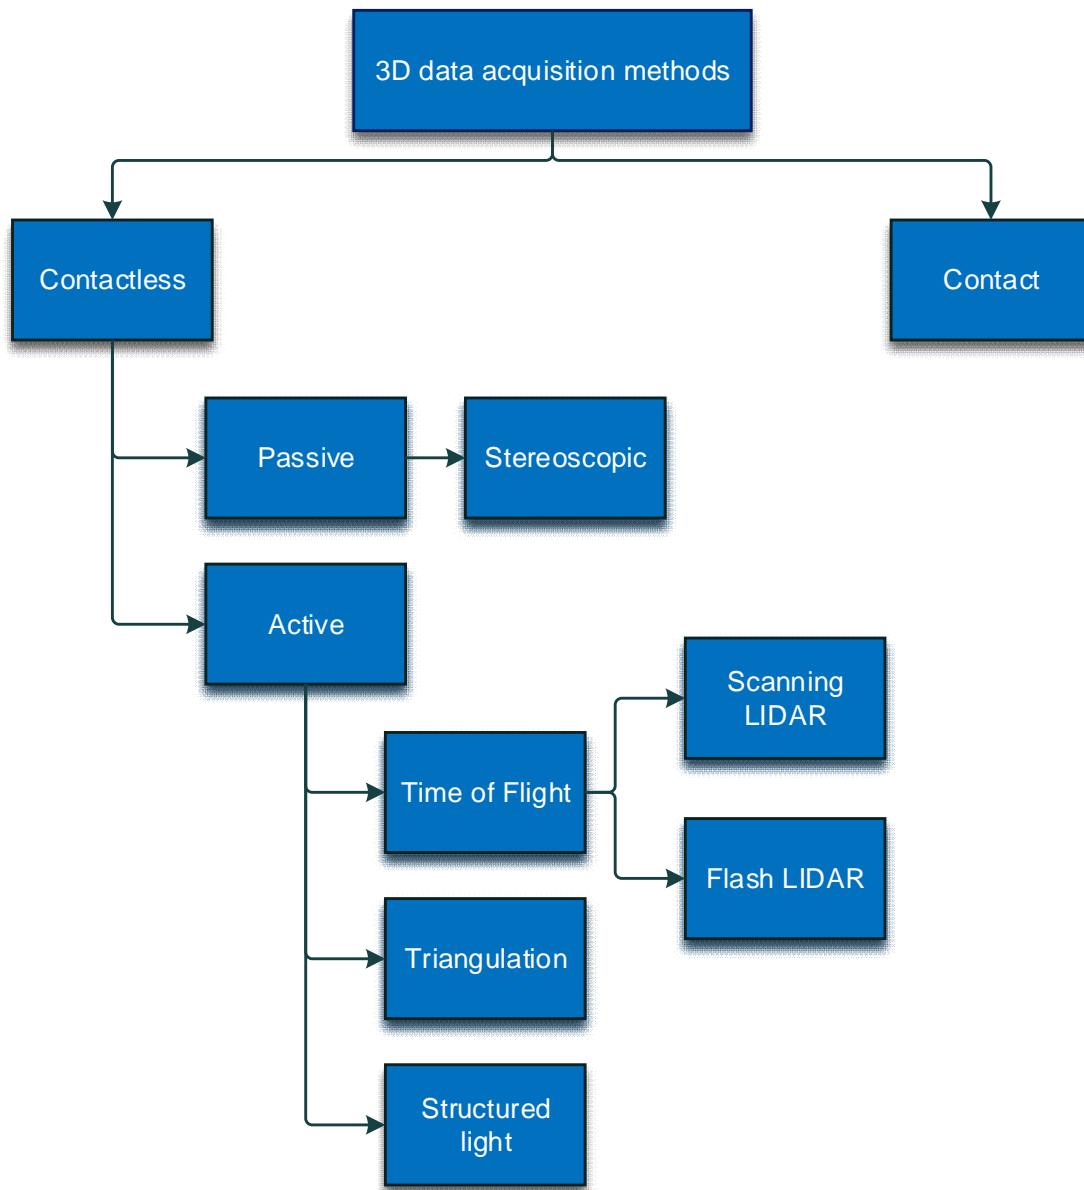 3D data acquisition methods
Contactless
Contact
Passive
Stereoscopic
Active
Scanning
LIDAR
Time of Flight
Flash LIDAR
Triangulation
Structured
light